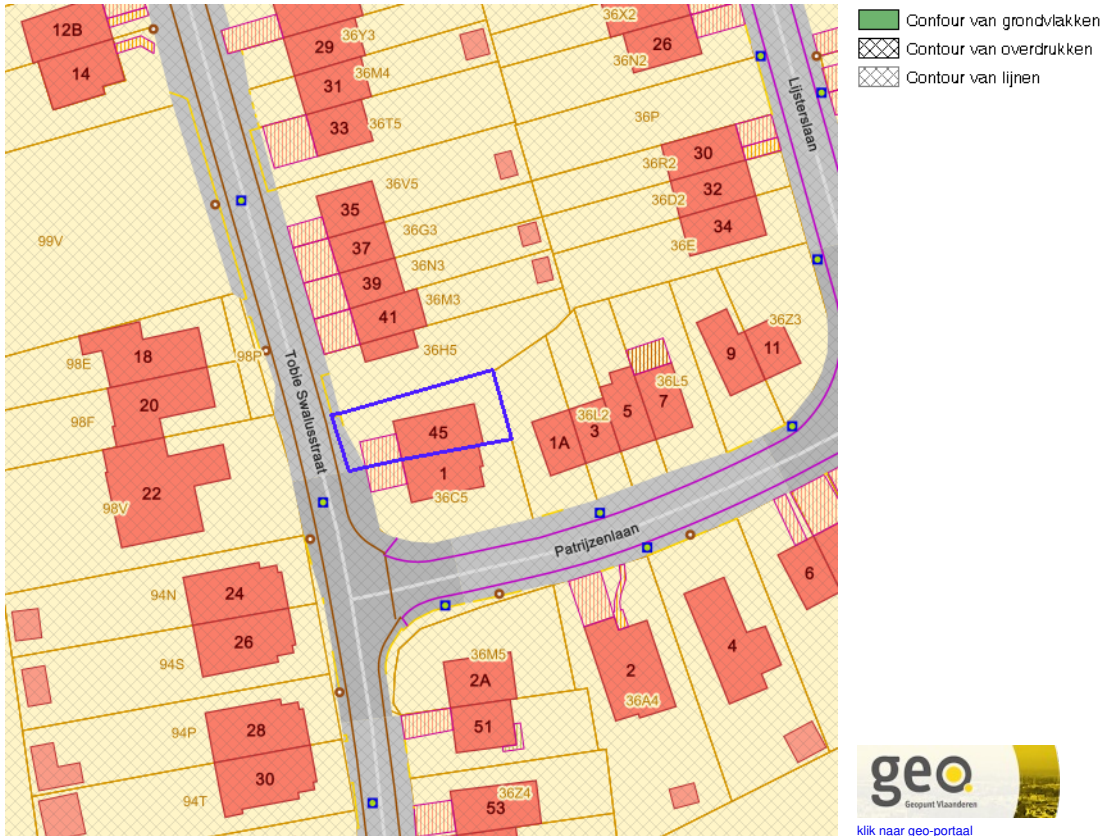 12B
14
29
36Y3
31
36M4
33
36T5
36X2
26
36N2
Lijsterslaan
36P
30
36R2
32
36D2
34
36E
99V
36V5
35
36G3
37
36N3
39
36M3
41
36H5
98P
18
98E
20
98F
22
98V
Tobie Swalusstraat
45
1
36C5
1A
36L2
3
5
36L5
7
9
11
36Z3
Patrijzenlaan
6
4
2
36A4
36M5
2A
51
36Z4
53
94N
24
26
94S
94P
28
30
94T
Contour van grondvlakken
Contour van overdrukken
Contour van lijnen
geo
Geopunt Vlaanderen
klik naar geo-portaal